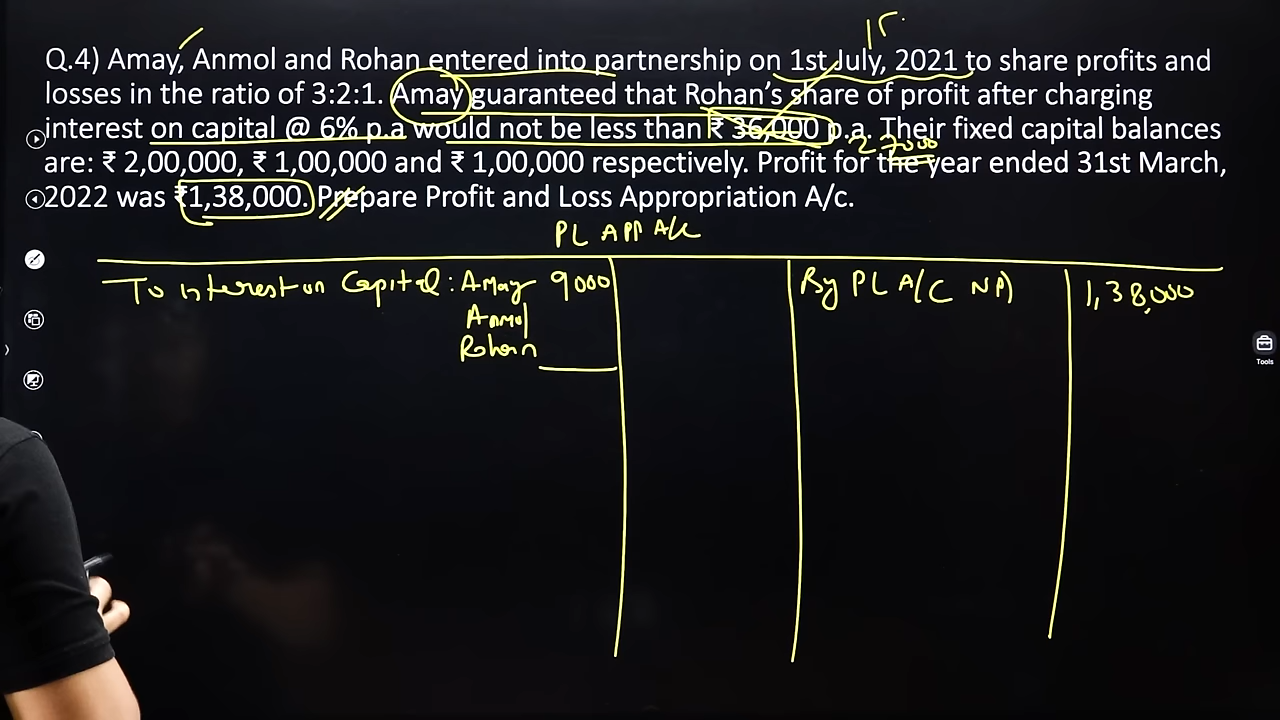 15.
Q.4) Amay, Anmol and Rohan entered into partnership on 1st July, 2021 to share profits and
losses in the ratio of 3:2:1. Amay guaranteed that Rohan's share of profit after charging
interest on capital @ 6% p.a would not be less than ₹ 36,000 p.a. Their fixed capital balances
27000
are: ₹ 2,00,000, ₹ 1,00,000 and ₹ 1,00,000 respectively. Profit for the year ended 31st March,
2022 was ₹1,38,000. Prepare Profit and Loss Appropriation A/c.
PL APP A/c
To interest on Capital: Amay 9000
By PL A/C NP) 1,38,000
Anmol
Rohan
Tools